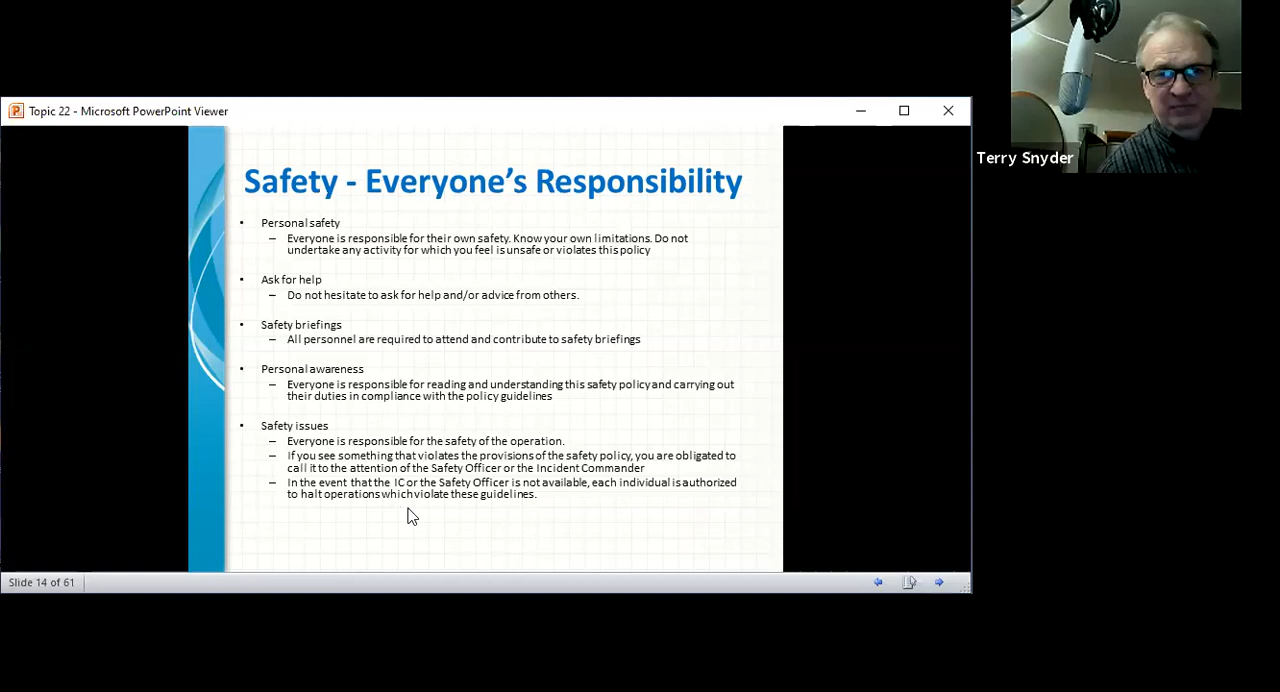 Topic 22 - Microsoft PowerPoint Viewer
Safety - Everyone's Responsibility
• Personal safety
– Everyone is responsible for their own safety. Know your own limitations. Do not
undertake any activity for which you feel is unsafe or violates this policy
• Ask for help
– Do not hesitate to ask for help and/or advice from others.
• Safety briefings
– All personnel are required to attend and contribute to safety briefings
• Personal awareness
– Everyone is responsible for reading and understanding this safety policy and carrying out
their duties in compliance with the policy guidelines
• Safety issues
– Everyone is responsible for the safety of the operation.
– If you see something that violates the provisions of the safety policy, you are obligated to
call it to the attention of the Safety Officer or the Incident Commander
– In the event that the IC or the Safety Officer is not available, each individual is authorized
to halt operations which violate these guidelines.
Slide 14 of 61
Terry Snyder